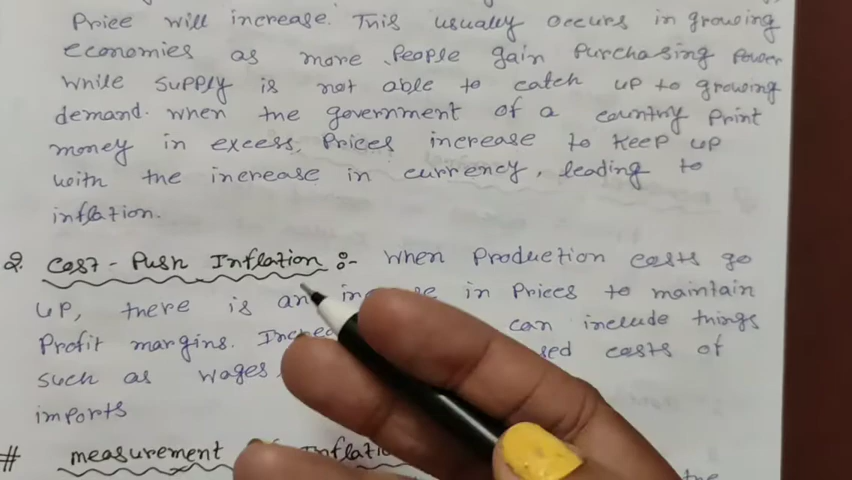 Price will increase. This usually occurs in growing
economies as more People gain Purchasing Power
while supply is not able to catch up to growing
demand. when the government of a country Print
money in excess, Prices increase to keep up
with the increase in currency, leading to
inflation.
2. Cost-Push Inflation :- when Production costs go
up, there is an in Prices to maintain
Profit margins. can include things
such as wages, costs of
imports
# measurement Inflation
the